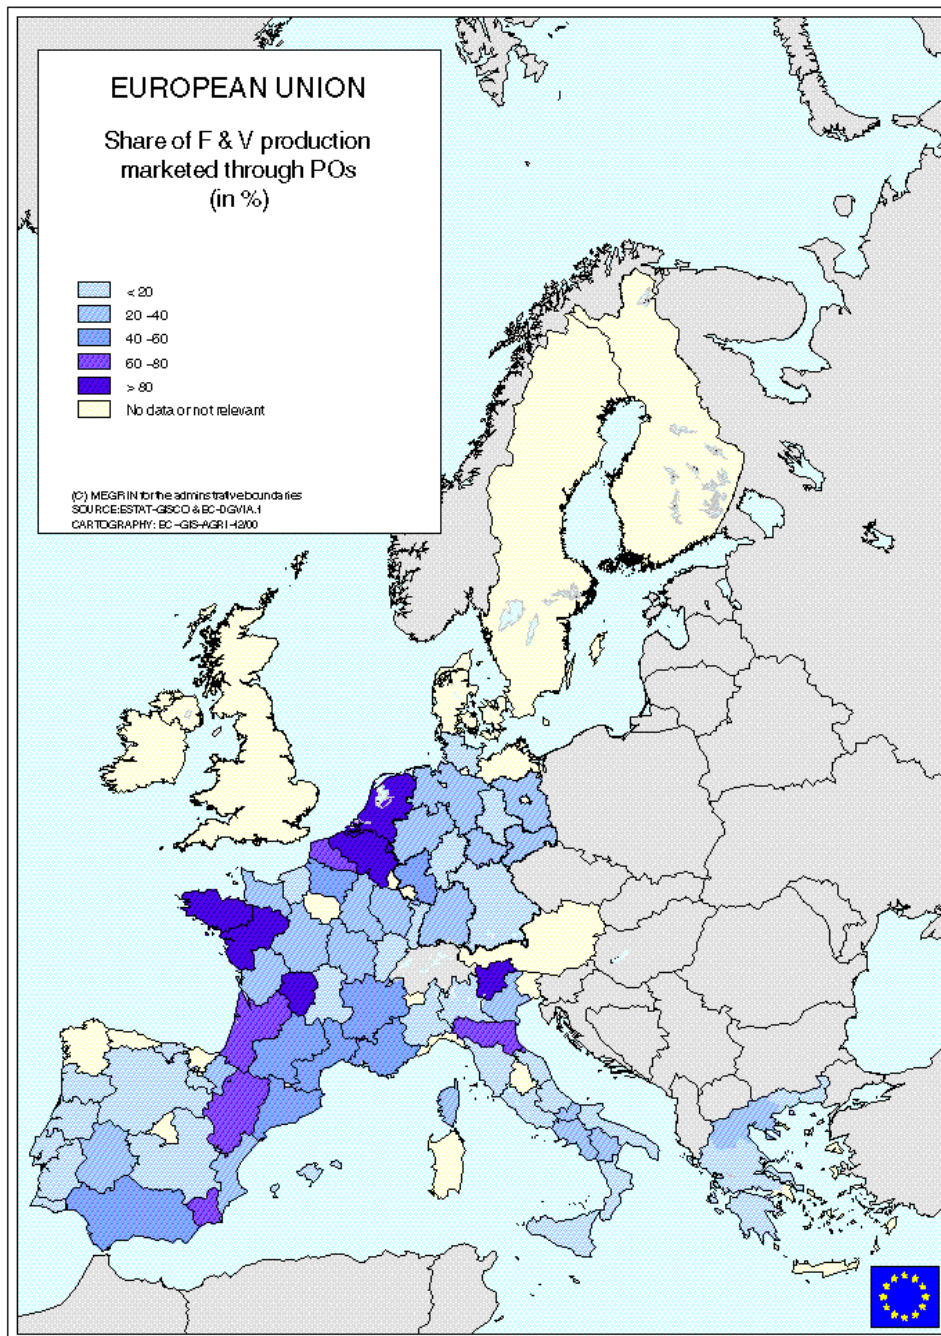 EUROPEAN UNION
Share of F & V production
marketed through POs
(in %)
< 20
20 -40
40 -60
60 -80
> 80
No data or not relevant
(C) MEGRIN for the adminstrative boundaries
SOURCE:ESTAT-GISCO & EC-DGVI A.1
CARTOGRAPHY: EC-GIS-AGRI-12/00